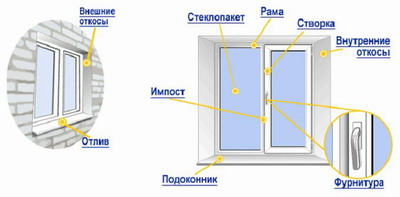 Внешние
откосы
Отлив
Стеклопакет
Рама
Створка
Внутренние
откосы
Импост
Подоконник
Фурнитура